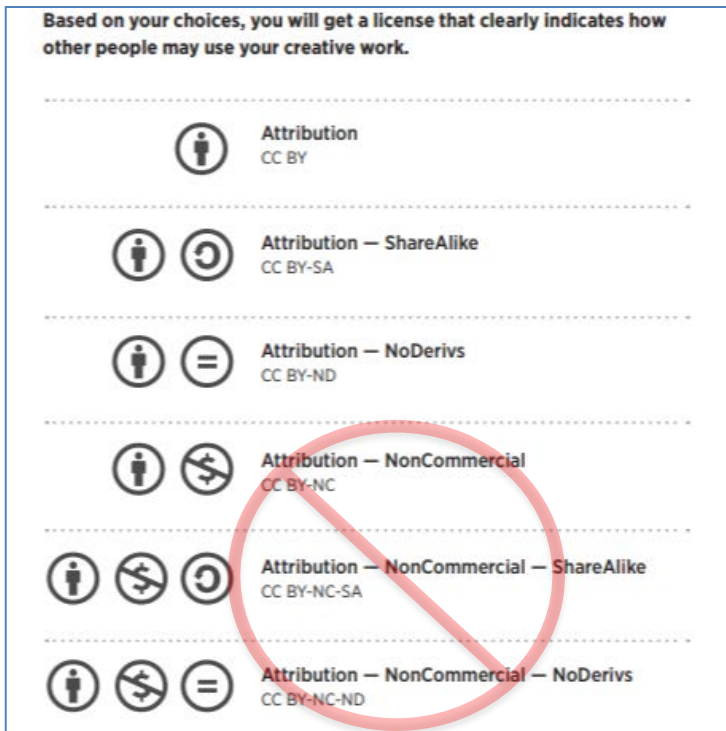 Based on your choices, you will get a license that clearly indicates how
other people may use your creative work.
Attribution
CC BY
Attribution — ShareAlike
CC BY-SA
Attribution — NoDerivs
CC BY-ND
Attribution — NonCommercial
CC BY-NC
Attribution — NonCommercial — ShareAlike
CC BY-NC-SA
Attribution — NonCommercial — NoDerivs
CC BY-NC-ND